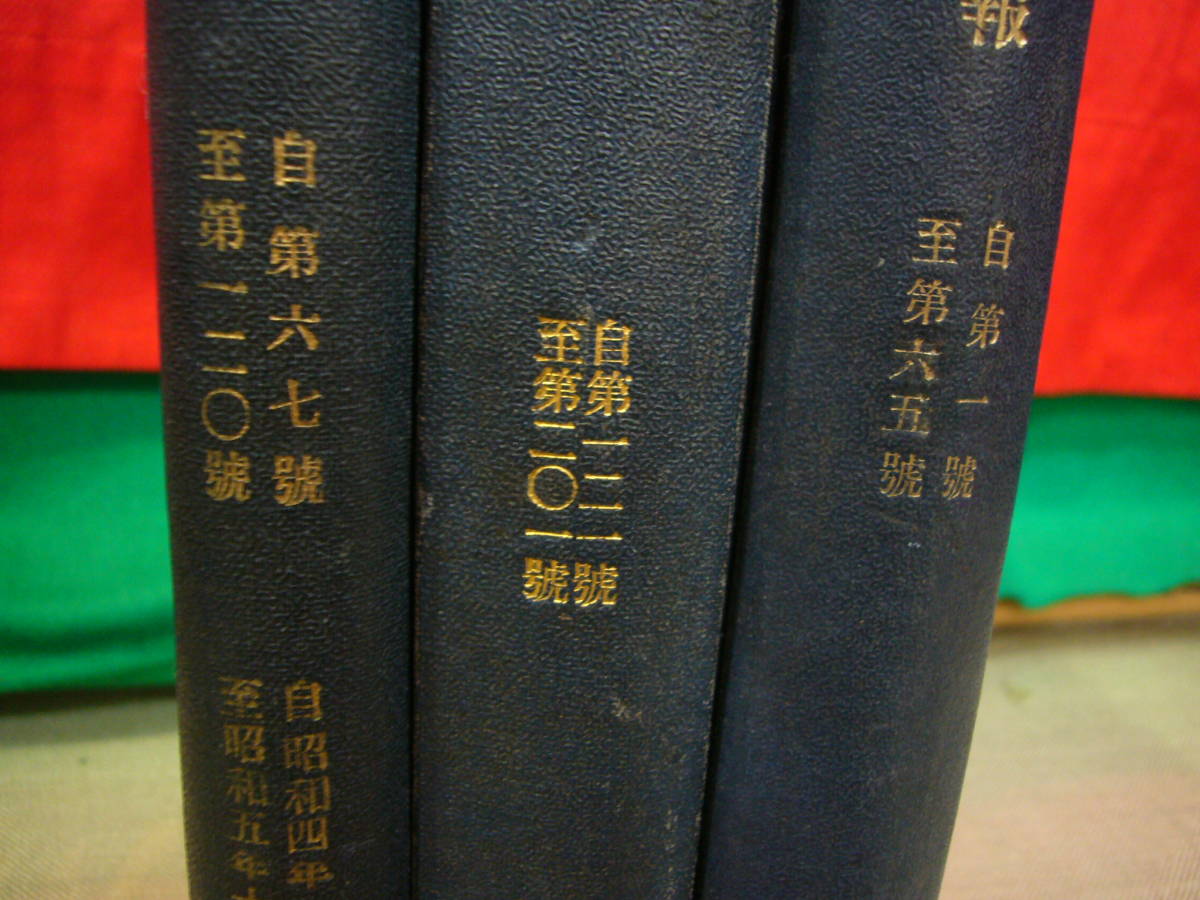 自第六七號
至第一二〇號
自昭和四年
至昭和五年十
自第一二一號
至第二〇一號
報
自第一號
至第六五號